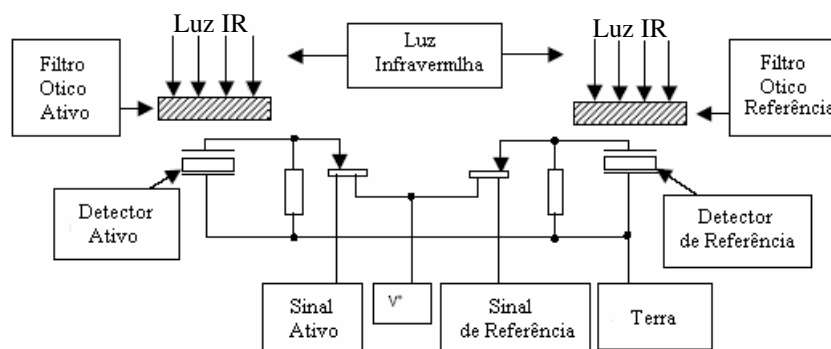 Luz IR
Luz
Infravermlha
Luz IR
Filtro
Otico
Ativo
Filtro
Otico
Referência
Detector
Ativo
Detector
de Referência
Sinal
Ativo
V+
Sinal
de Referência
Terra